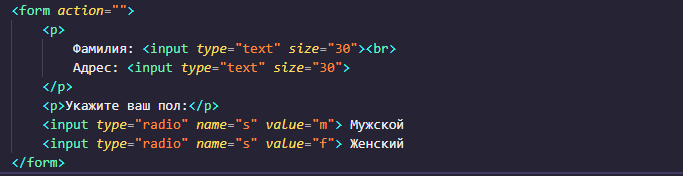 <form action="">
<p>
Фамилия: <input type="text" size="30"><br>
Адрес: <input type="text" size="30">
</p>
<p>Укажите ваш пол:</p>
<input type="radio" name="s" value="m"> Мужской
<input type="radio" name="s" value="f"> Женский
</form>